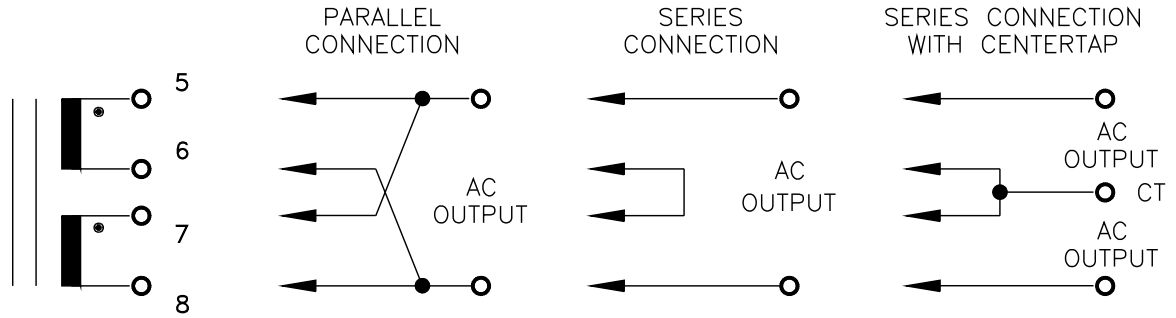 PARALLEL
CONNECTION
SERIES
CONNECTION
SERIES CONNECTION
WITH CENTERTAP
5
6
7
8
AC
OUTPUT
AC
OUTPUT
AC
OUTPUT
CT
AC
OUTPUT